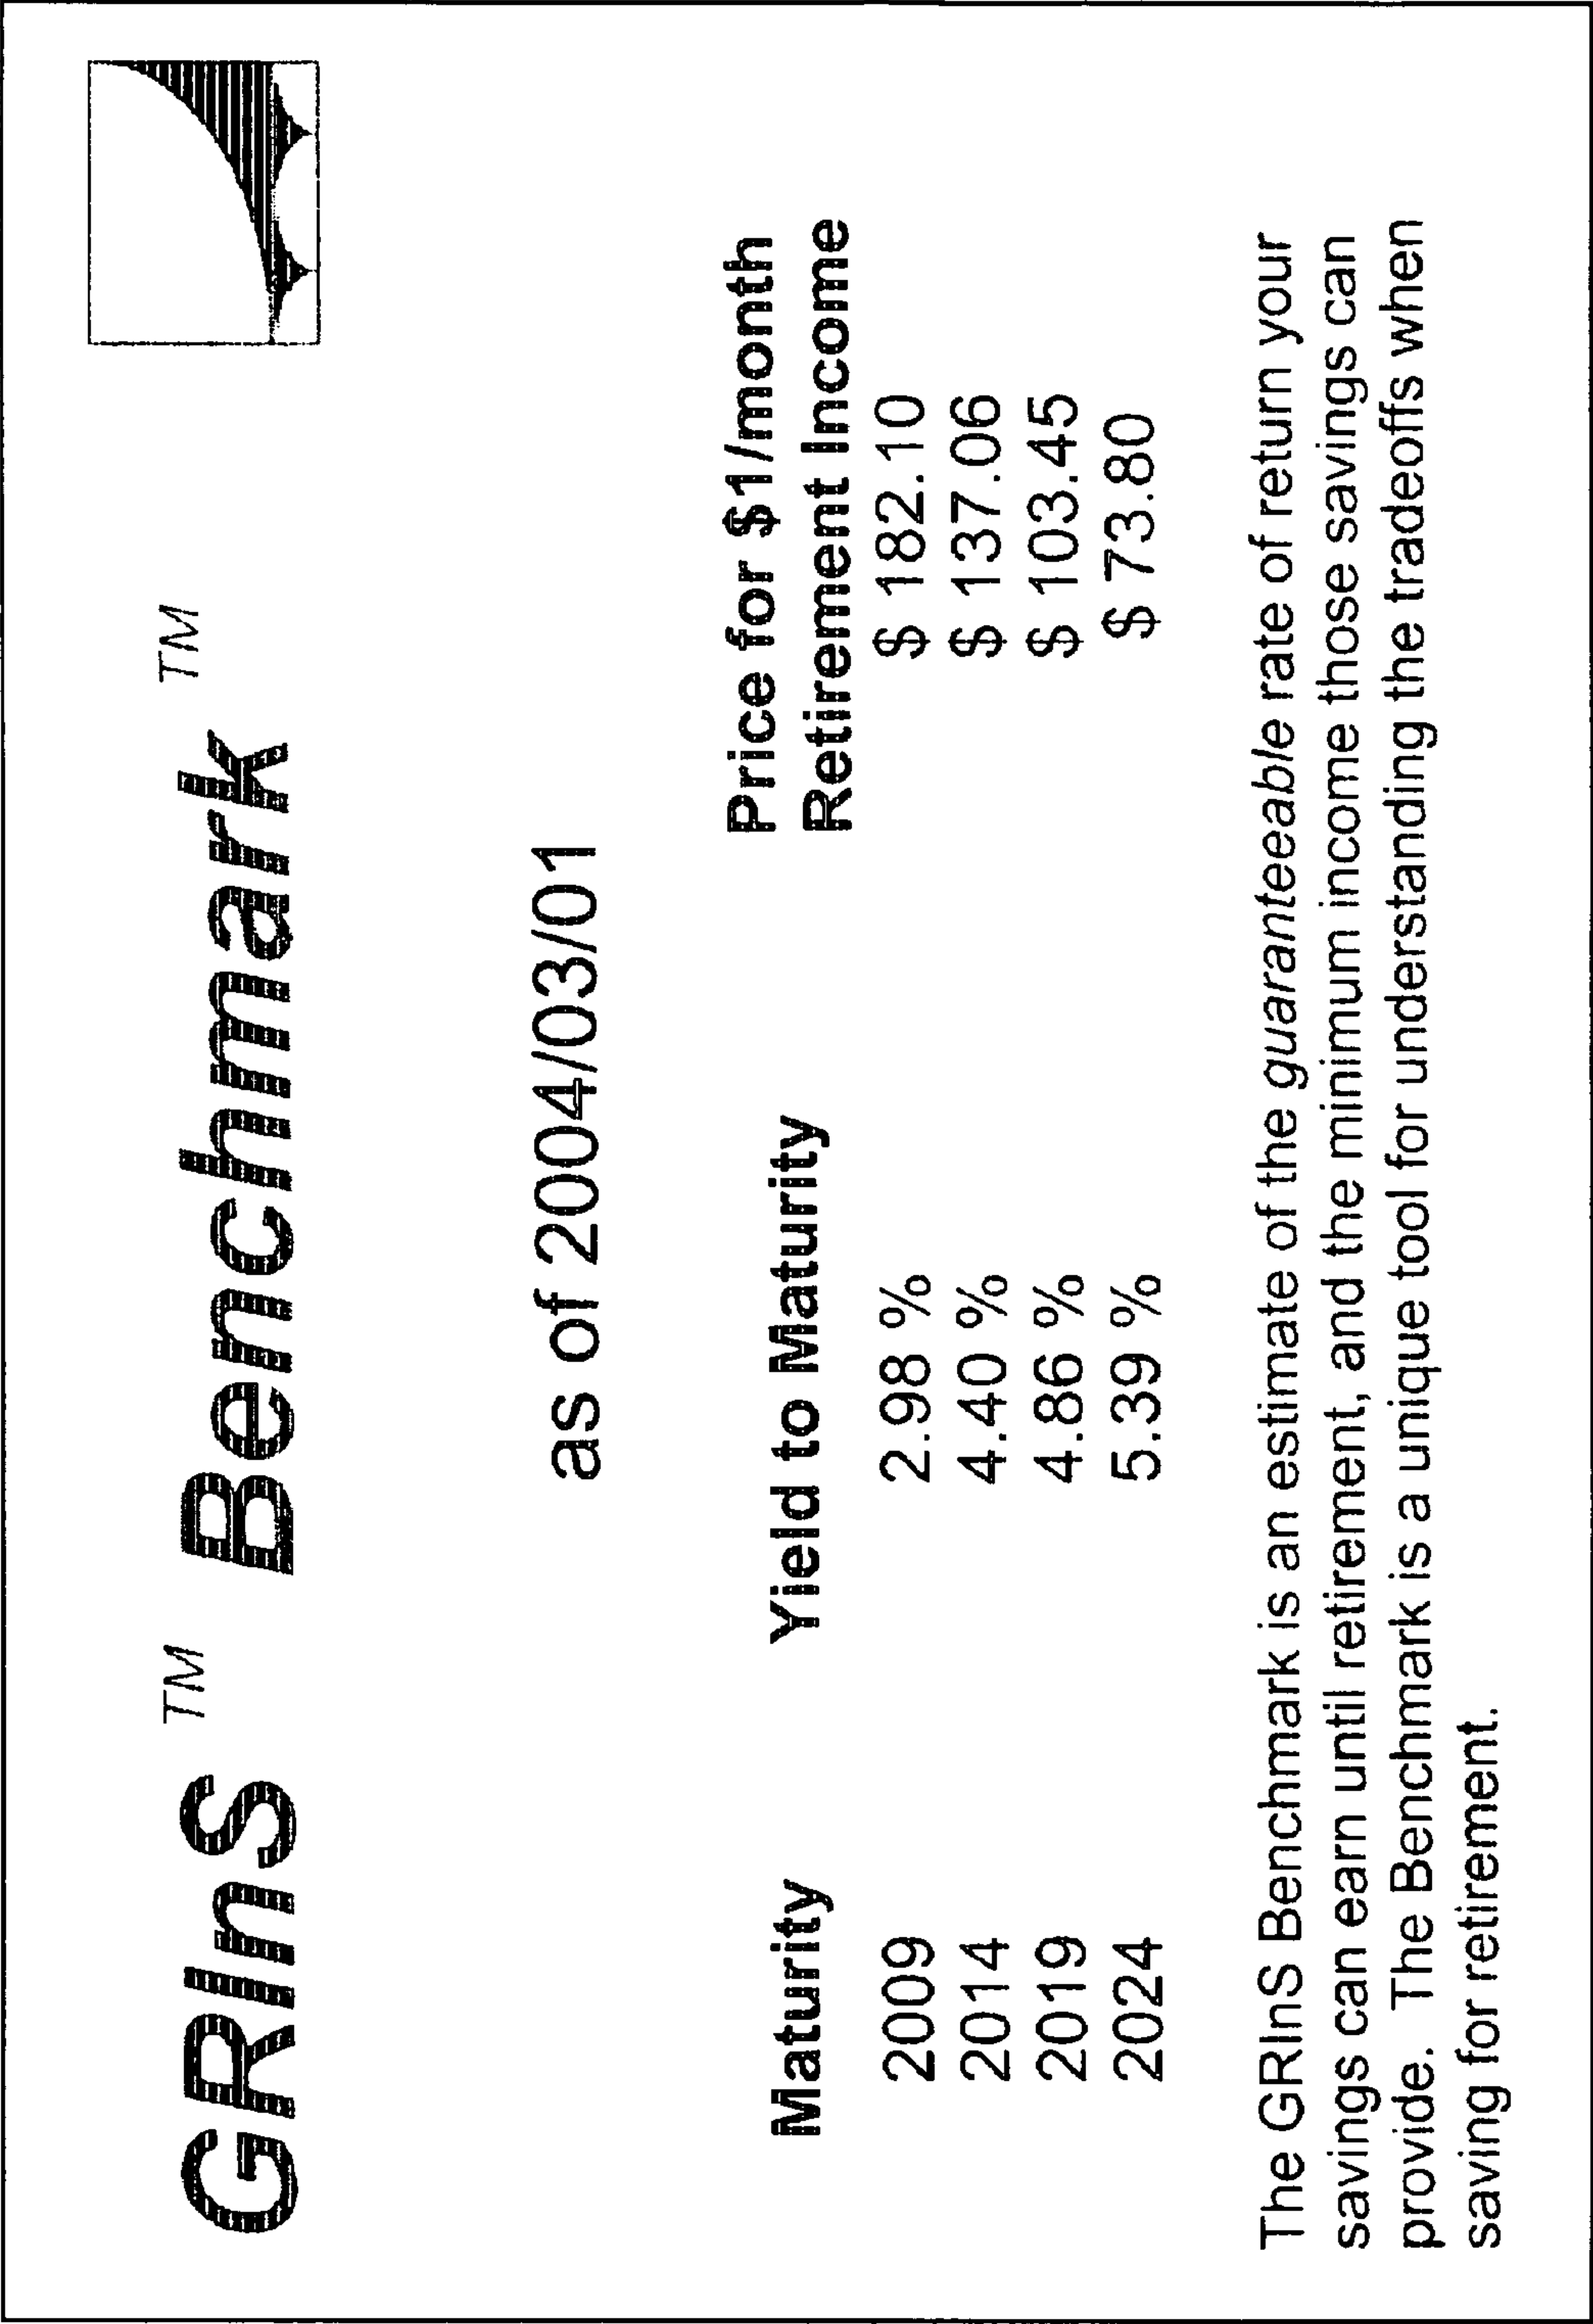 GRInS™ Benchmark™
as of 2004/03/01
Price for $1/month
Maturity Yield to Maturity Retirement Income
2009 2.98 % $ 182.10
2014 4.40 % $ 137.06
2019 4.86 % $ 103.45
2024 5.39 % $ 73.80
The GRInS Benchmark is an estimate of the guaranteeable rate of return your
savings can earn until retirement, and the minimum income those savings can
provide. The Benchmark is a unique tool for understanding the tradeoffs when
saving for retirement.